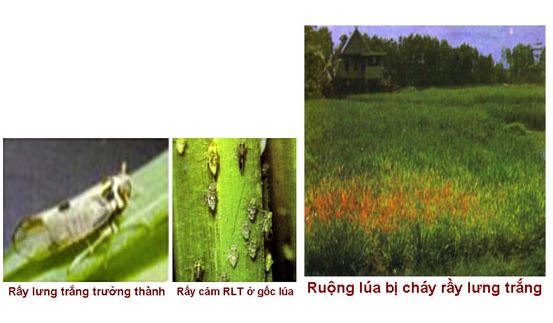 Rầy lưng trắng trưởng thành
Rầy cám RLT ở gốc lúa
Ruộng lúa bị cháy rầy lưng trắng